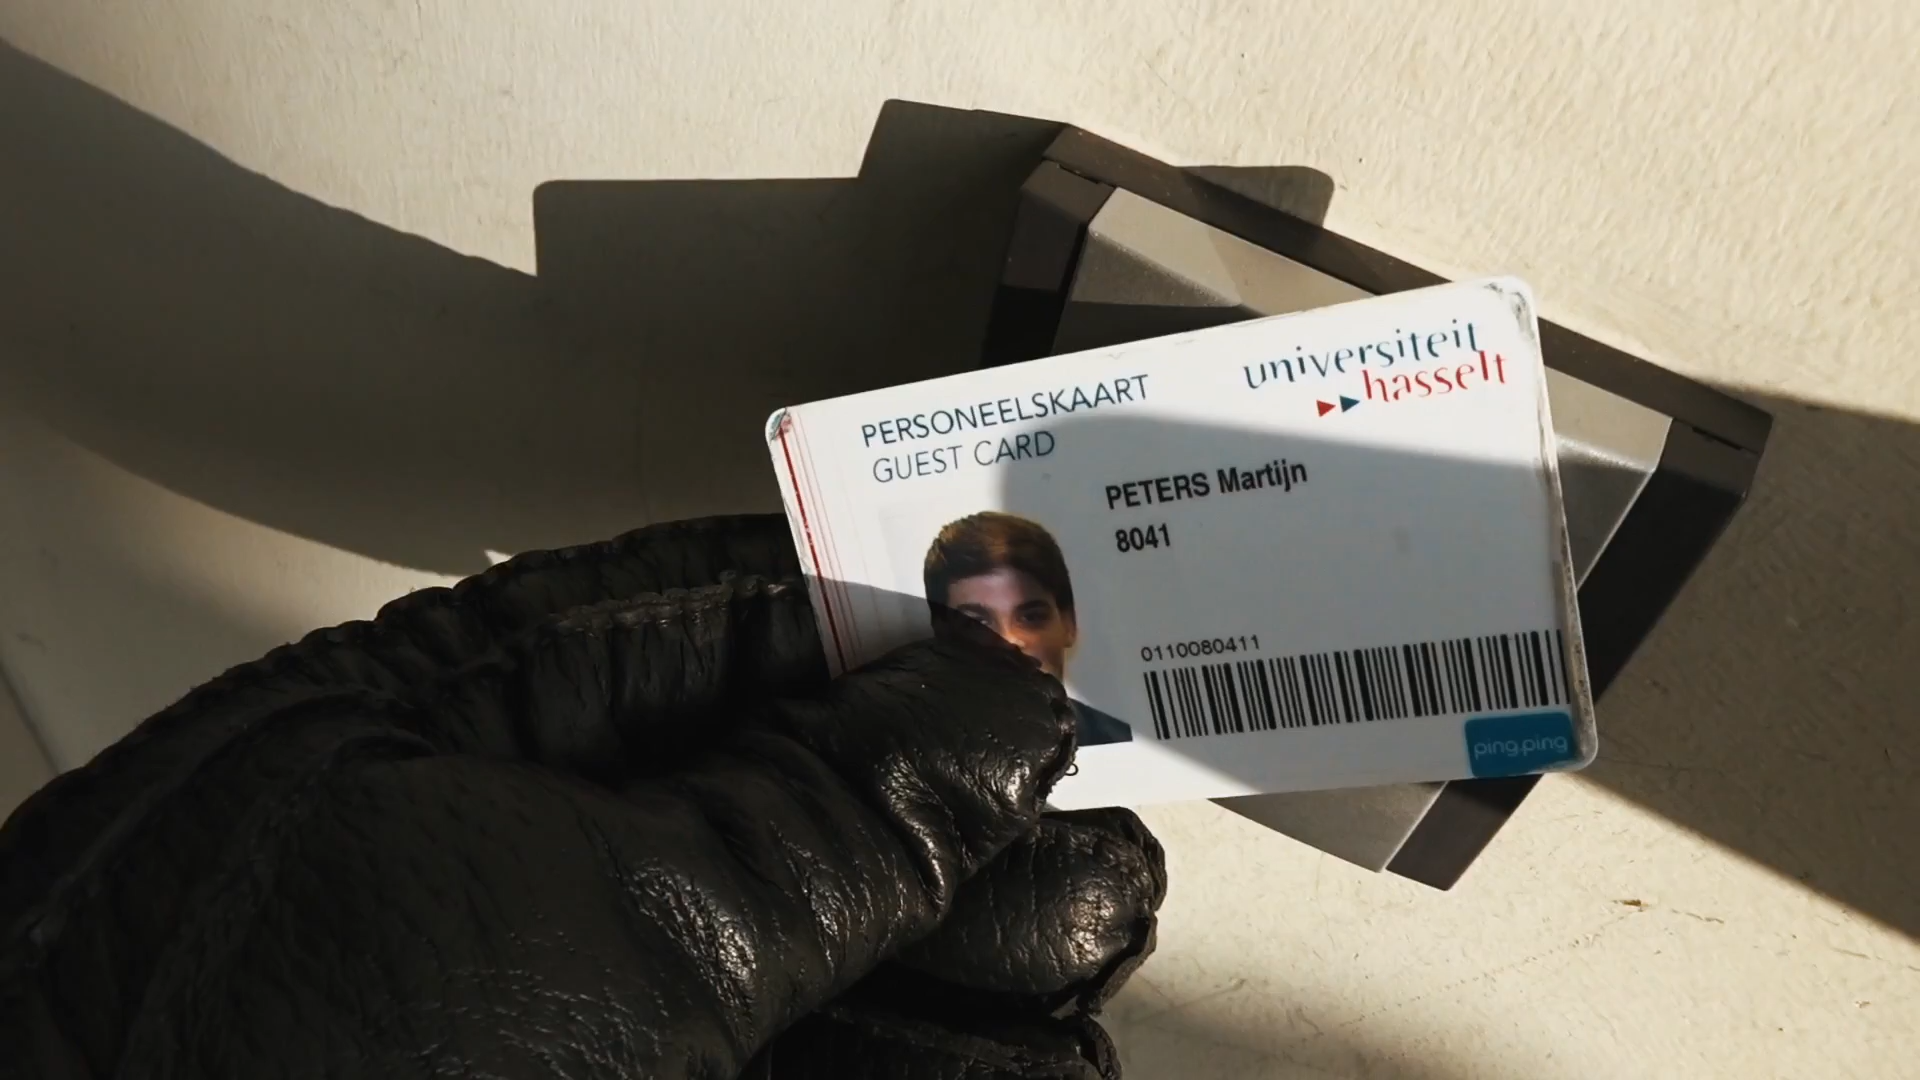 PERSONEELSKAART
GUEST CARD
universiteit
hasselt
PETERS Martijn
8041
0110080411
ping.ping